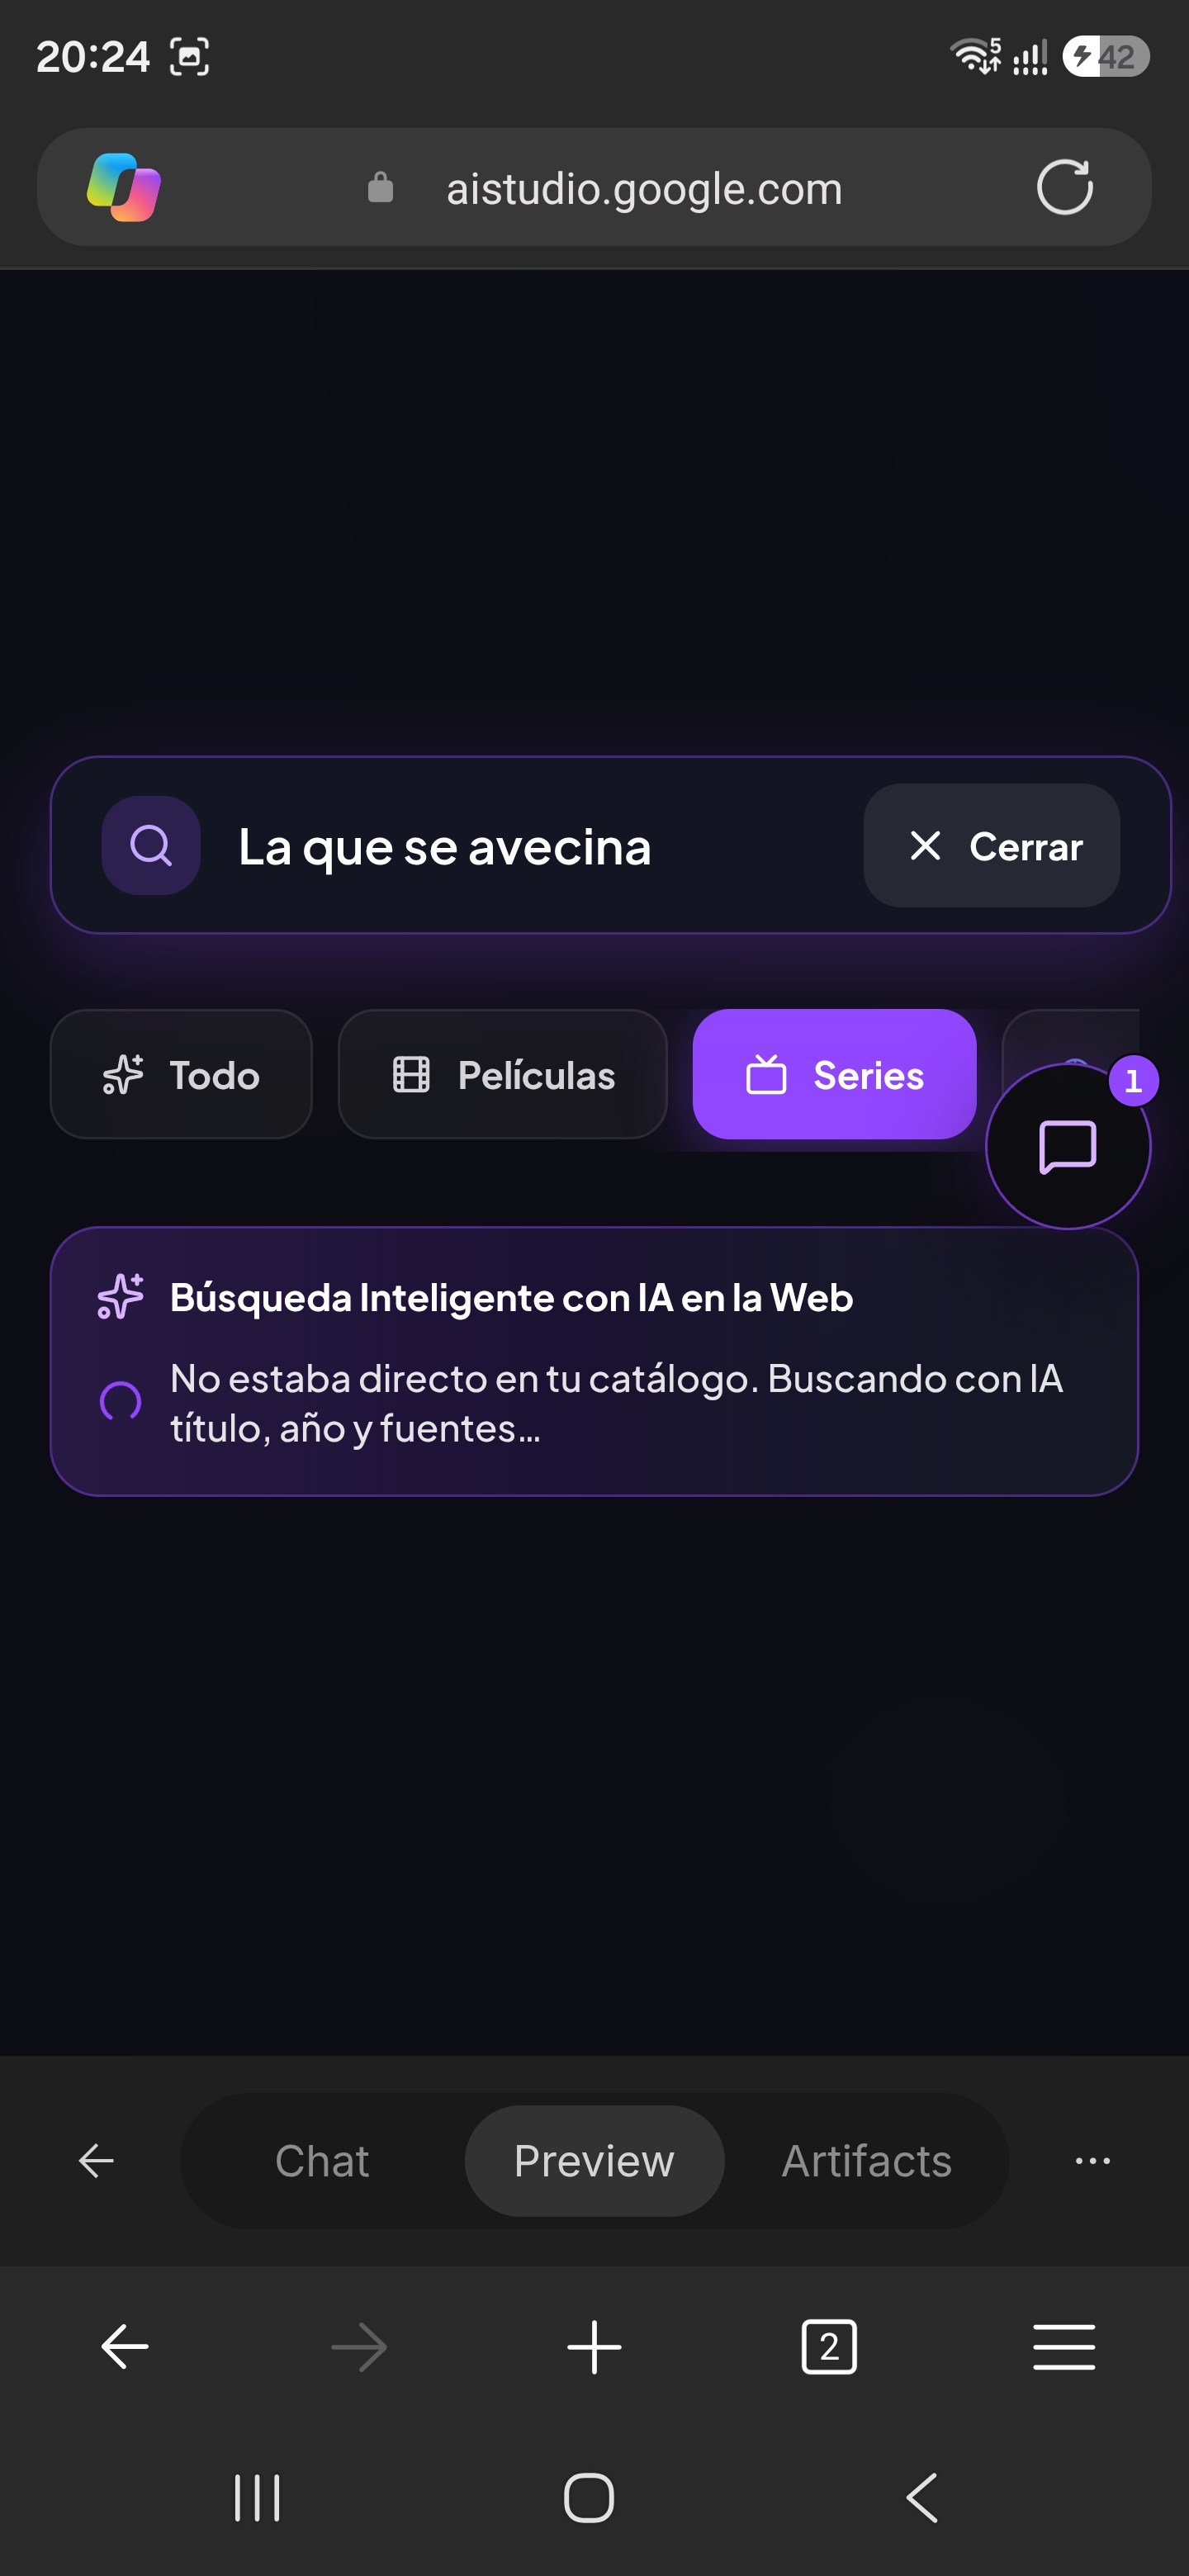 20:24
5
42
aistudio.google.com
La que se avecina
Cerrar
Todo
Películas
Series
1
Búsqueda Inteligente con IA en la Web
No estaba directo en tu catálogo. Buscando con IA
título, año y fuentes...
Chat
Preview
Artifacts
2